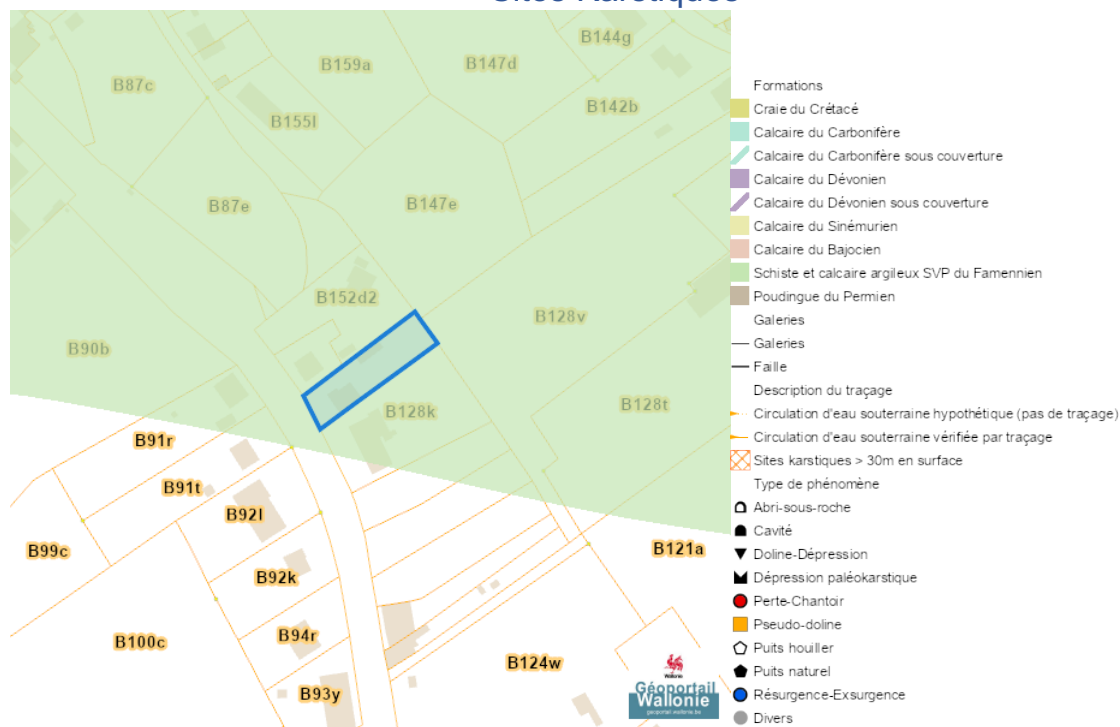 Sites Karstiques
B144g
B159a
B147d
B87c
B142b
B155l
B87e
B147e
B152d2
B128v
B90b
B128k
B128t
B91r
B91t
B92l
B99c
B121a
B92k
B94r
B100c
B124w
B93y
Wallonie
Géoportail
Wallonie
geoportail.wallonie.be
Formations
Craie du Crétacé
Calcaire du Carbonifère
Calcaire du Carbonifère sous couverture
Calcaire du Dévonien
Calcaire du Dévonien sous couverture
Calcaire du Sinémurien
Calcaire du Bajocien
Schiste et calcaire argileux SVP du Famennien
Poudingue du Permien
Galeries
Galeries
Faille
Description du traçage
Circulation d'eau souterraine hypothétique (pas de traçage)
Circulation d'eau souterraine vérifiée par traçage
Sites karstiques > 30m en surface
Type de phénomène
Abri-sous-roche
Cavité
Doline-Dépression
Dépression paléokarstique
Perte-Chantoir
Pseudo-doline
Puits houiller
Puits naturel
Résurgence-Exsurgence
Divers